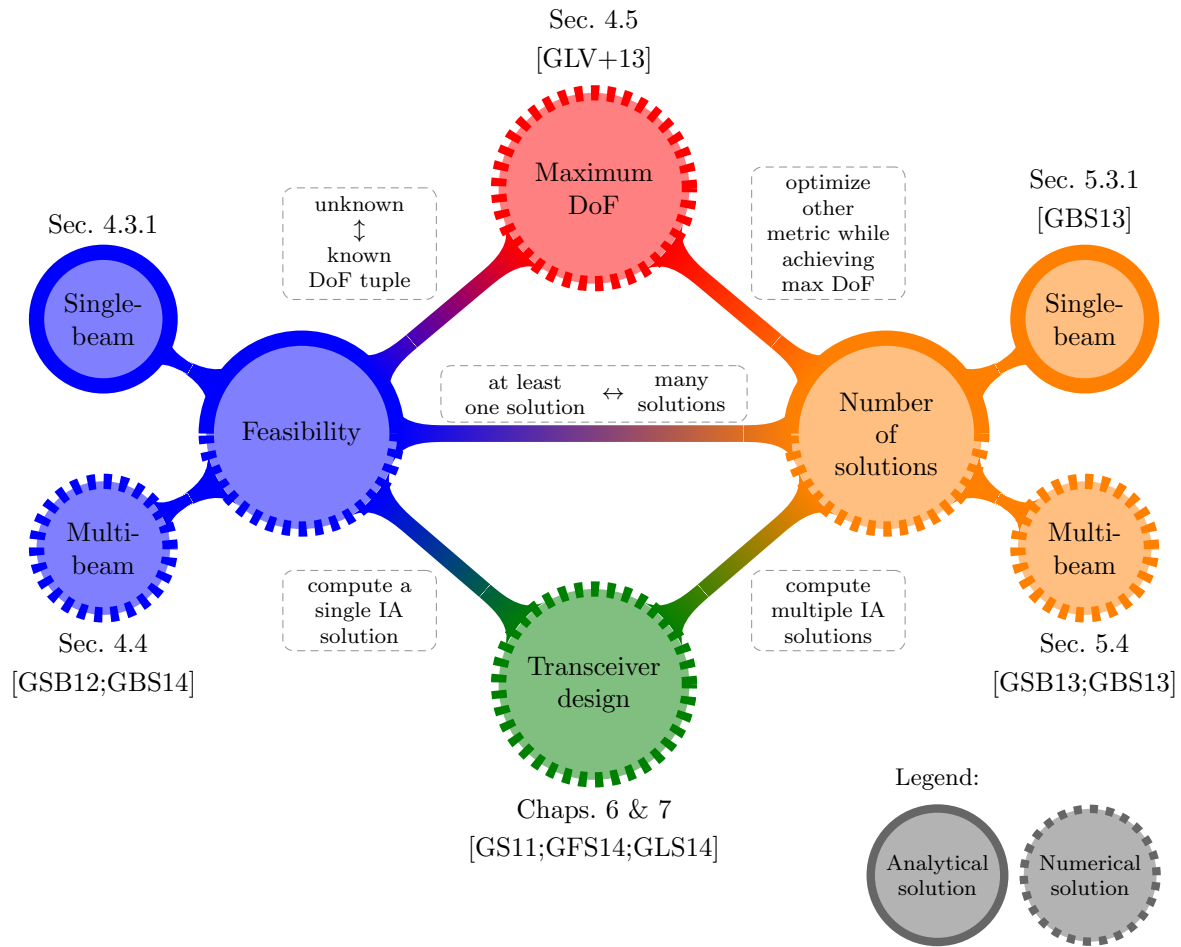 Sec. 4.5
[GLV+13]
Maximum
DoF
unknown
↕
known
DoF tuple
optimize
other
metric while
achieving
max DoF
Sec. 5.3.1
[GBS13]
Sec. 4.3.1
Single-
beam
Single-
beam
at least
one solution
↔
many
solutions
Feasibility
Number
of
solutions
Multi-
beam
Multi-
beam
compute a
single IA
solution
compute
multiple IA
solutions
Sec. 4.4
[GSB12;GBS14]
Sec. 5.4
[GSB13;GBS13]
Transceiver
design
Chaps. 6 & 7
[GS11;GFS14;GLS14]
Legend:
Analytical
solution
Numerical
solution